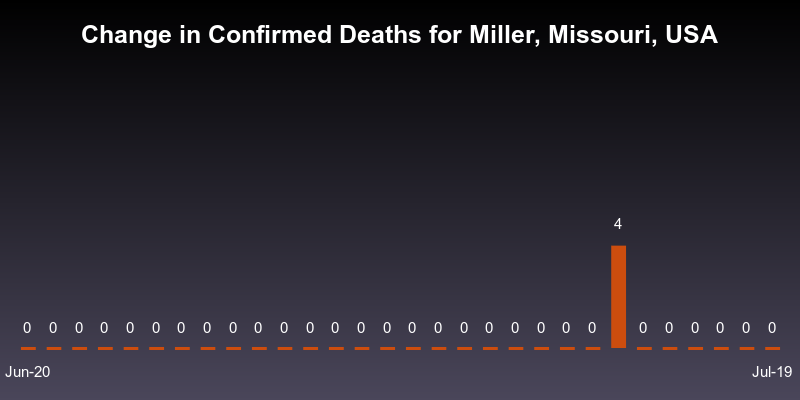 Change in Confirmed Deaths for Miller, Missouri, USA
4
0 0 0 0 0 0 0 0 0 0 0 0 0 0 0 0 0 0 0 0 0 0 0 0 0 0 0 0 0
Jun-20 Jul-19